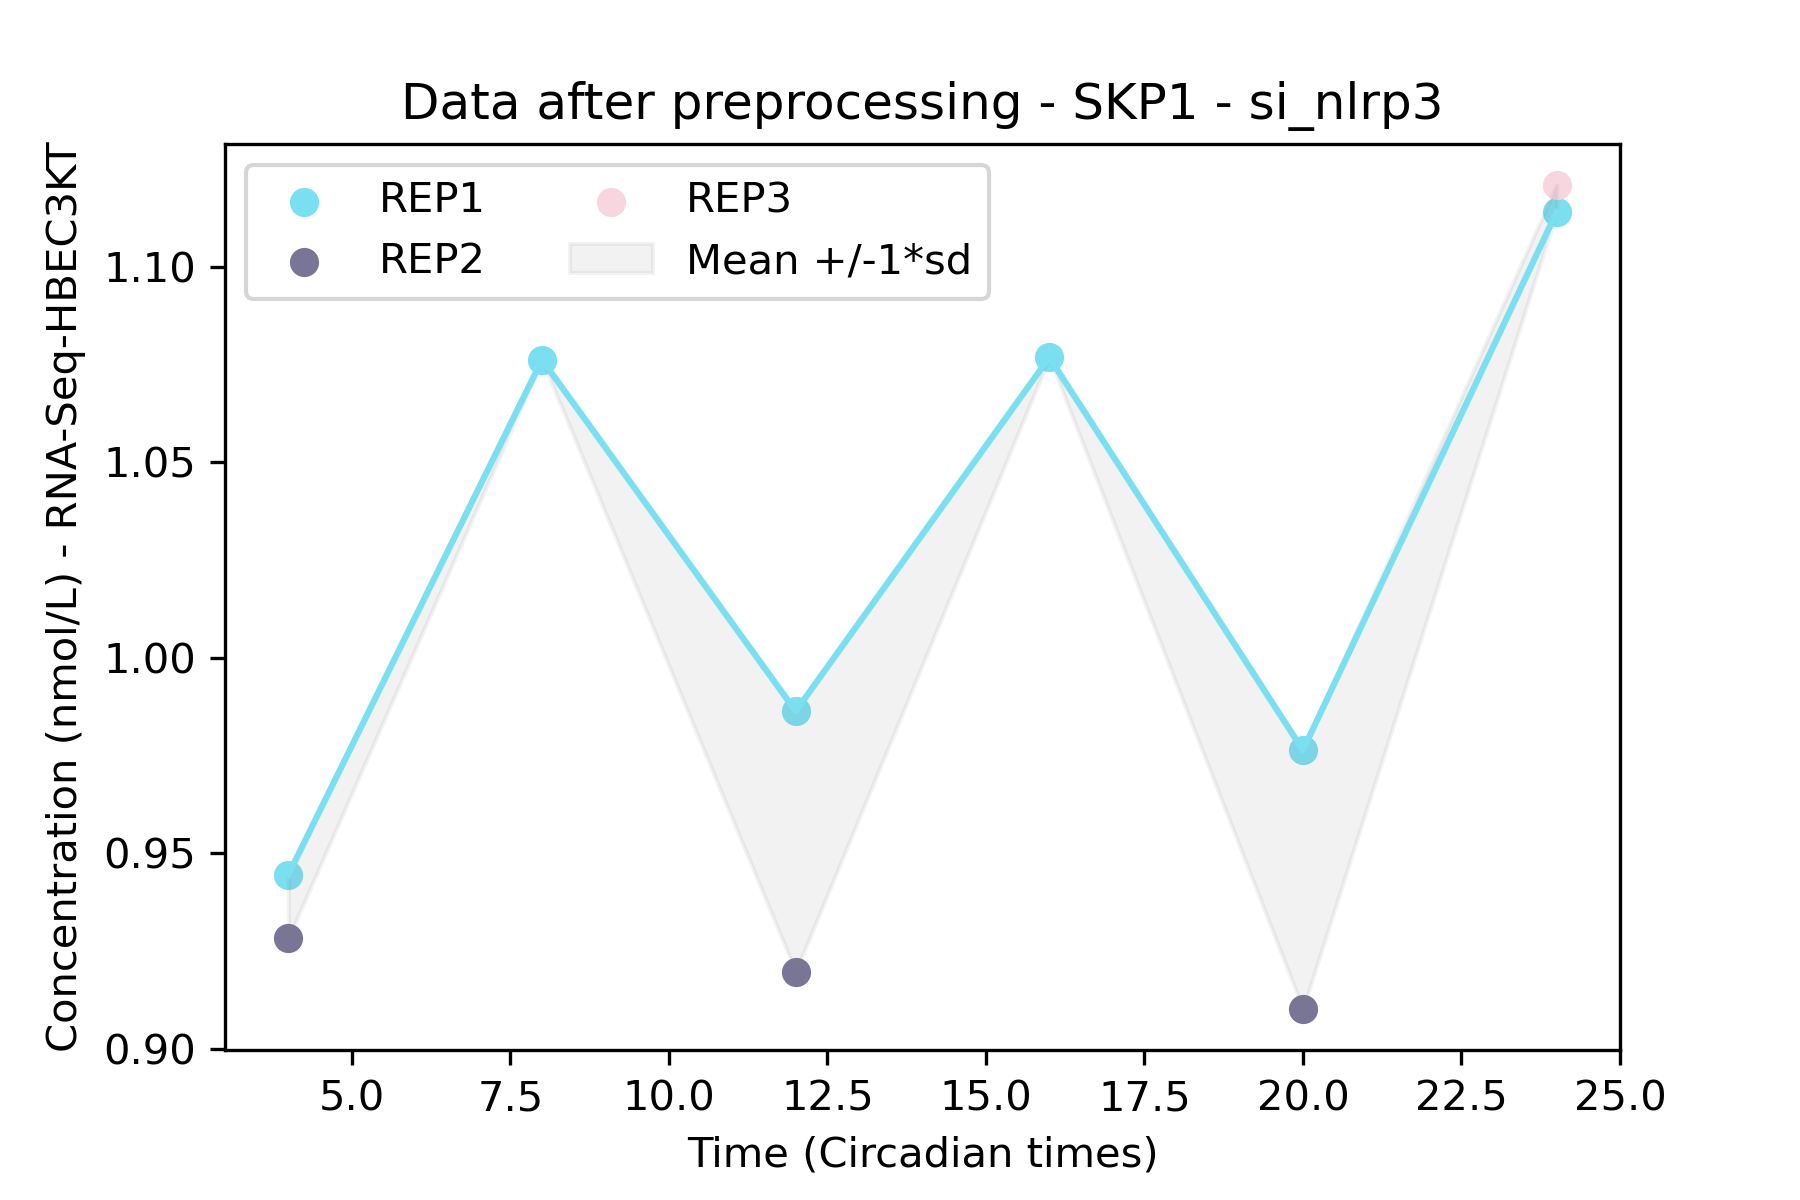 Data after preprocessing - SKP1 - si_nlrp3
Concentration (nmol/L) - RNA-Seq-HBEC3KT
REP1
REP2
REP3
Mean +/-1*sd
1.10
1.05
1.00
0.95
0.90
5.0 7.5 10.0 12.5 15.0 17.5 20.0 22.5 25.0
Time (Circadian times)